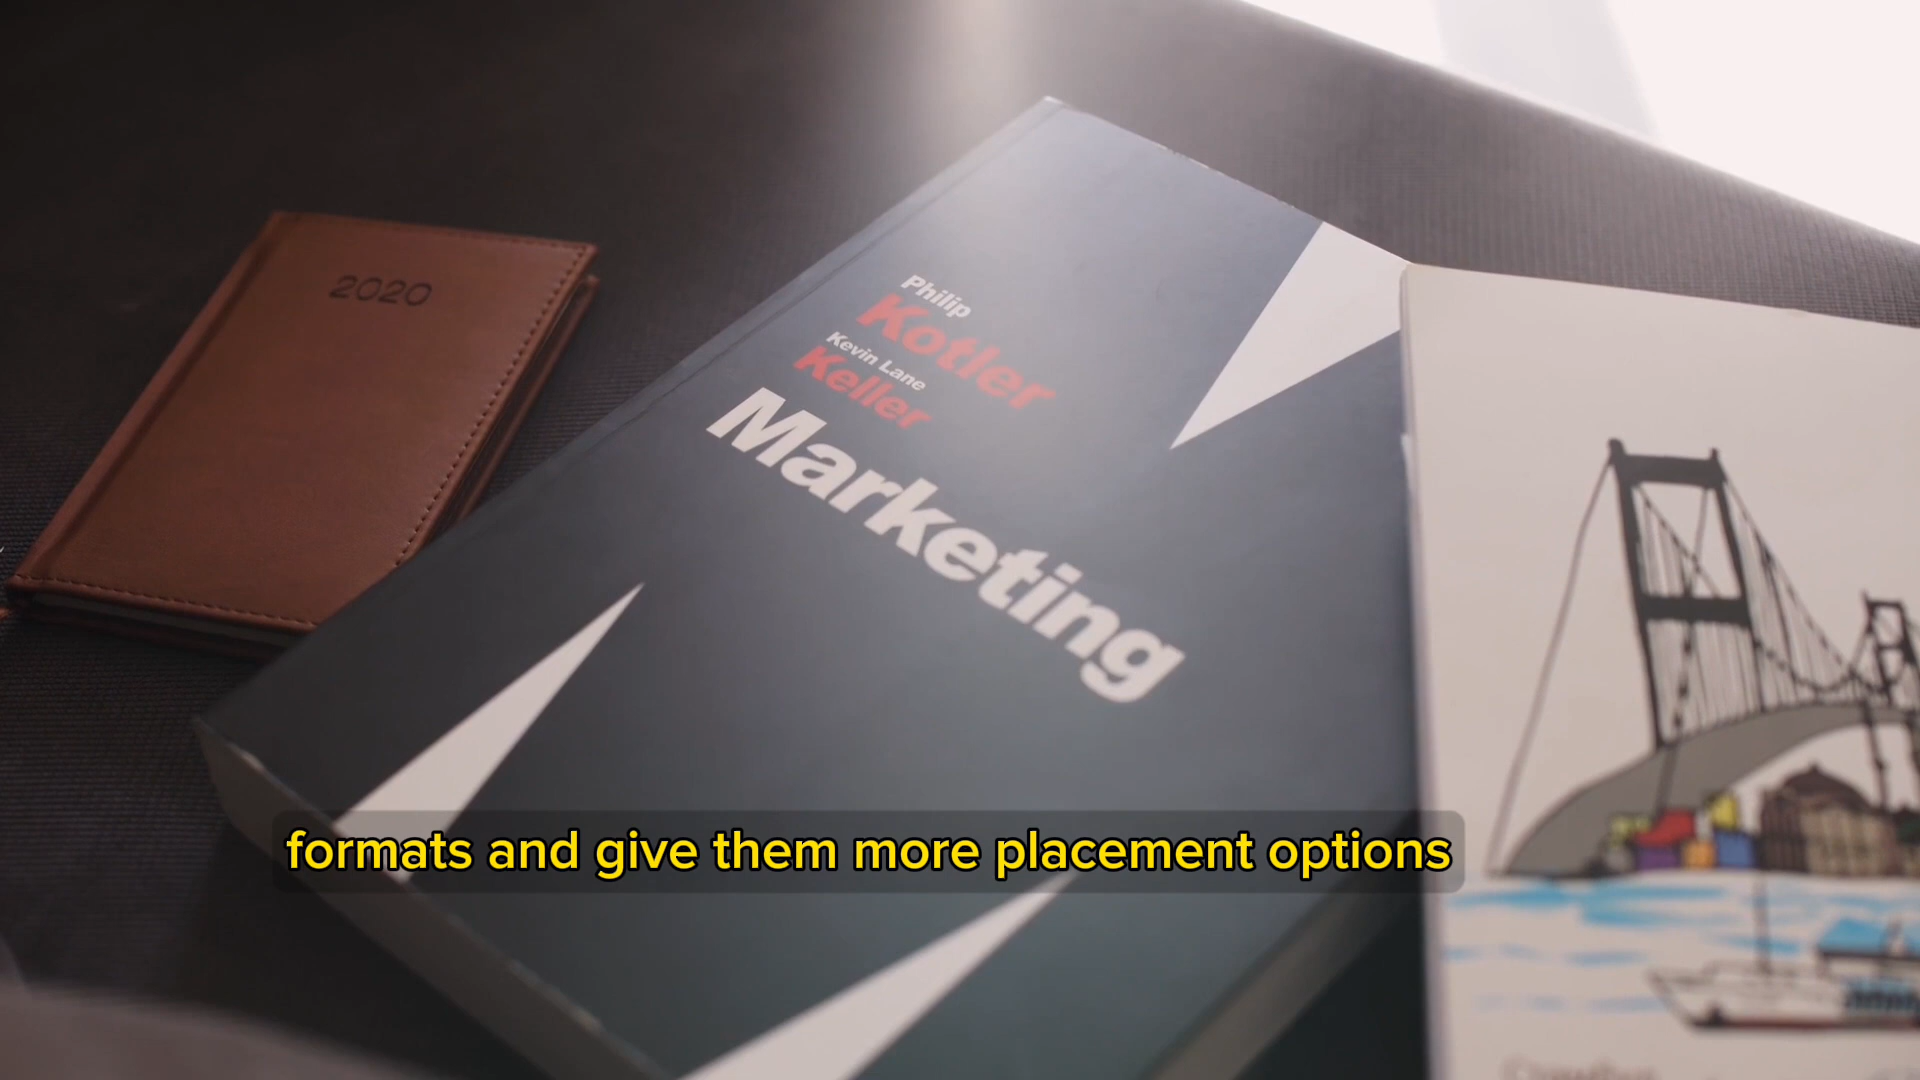 2020
Philip
Kotler
Kevin Lane
Keller
Marketing
formats and give them more placement options